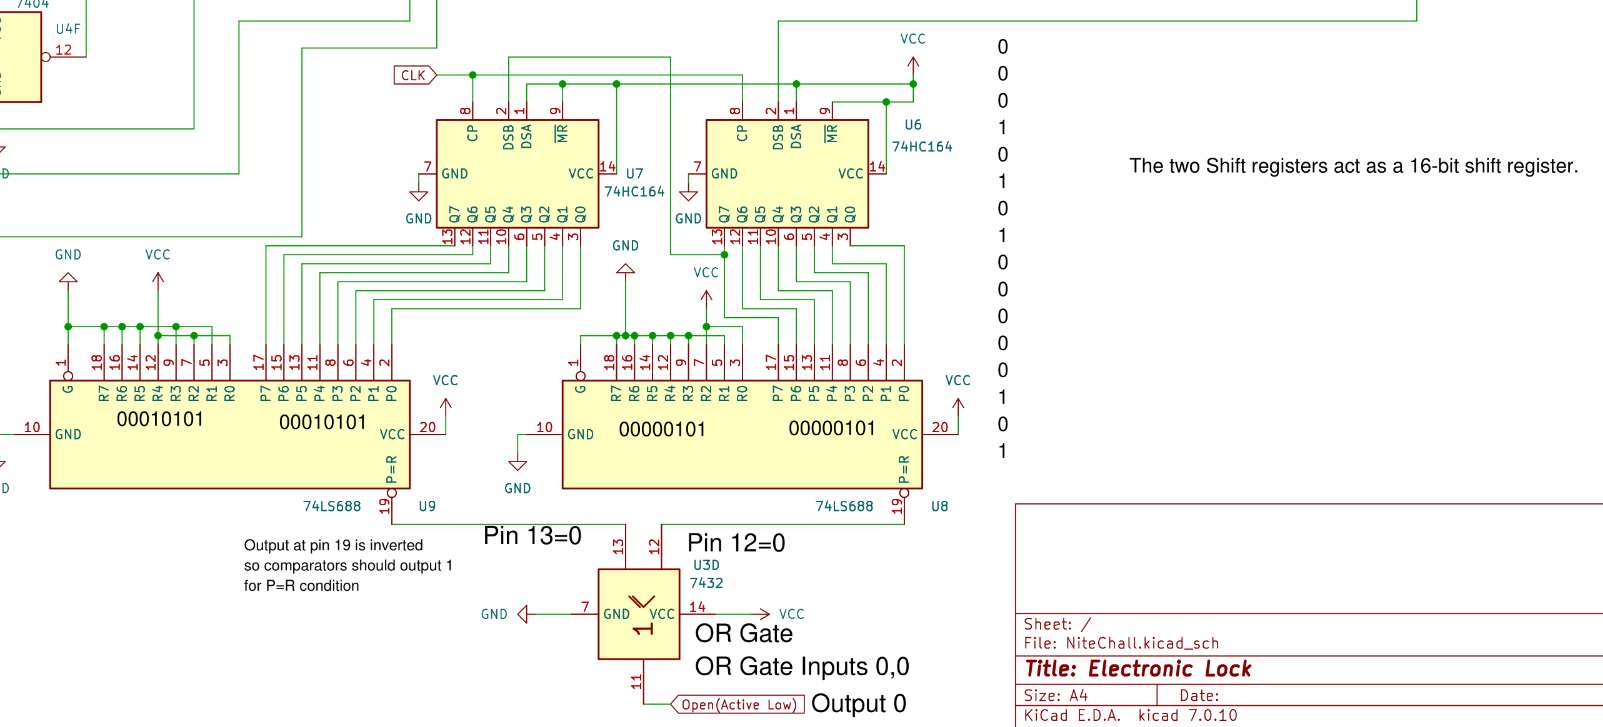 7404
U4F
12
D
D
CLK
VCC
8
2
1
9
CP
DSB
DSA
MR
7
GND
VCC
14
U7
74HC164
GND
Q7
Q6
Q5
Q4
Q3
Q2
Q1
Q0
13
12
11
10
6
5
4
3
8
2
1
9
CP
DSB
DSA
MR
U6
74HC164
7
GND
VCC
14
GND
Q7
Q6
Q5
Q4
Q3
Q2
Q1
Q0
13
12
11
10
6
5
4
3
0
0
0
1
0
1
0
1
0
0
0
0
0
1
0
1
The two Shift registers act as a 16-bit shift register.
GND
VCC
1
18
16
14
12
9
7
5
3
17
15
13
11
8
6
4
2
G
R7
R6
R5
R4
R3
R2
R1
R0
P7
P6
P5
P4
P3
P2
P1
P0
00010101
00010101
10
GND
VCC
20
VCC
P=R
19
74LS688
U9
GND
VCC
1
18
16
14
12
9
7
5
3
17
15
13
11
8
6
4
2
G
R7
R6
R5
R4
R3
R2
R1
R0
P7
P6
P5
P4
P3
P2
P1
P0
00000101
00000101
10
GND
GND
VCC
20
VCC
P=R
19
74LS688
U8
Output at pin 19 is inverted
so comparators should output 1
for P=R condition
Pin 13=0
Pin 12=0
13
12
U3D
7432
GND
7
GND
VCC
14
VCC
1
OR Gate
OR Gate Inputs 0,0
11
Open(Active Low)
Output 0
Sheet: /
File: NiteChall.kicad_sch
Title: Electronic Lock
Size: A4
Date:
KiCad E.D.A. kicad 7.0.10